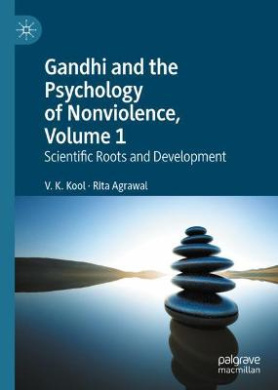 Gandhi and the
Psychology
of Nonviolence,
Volume 1
Scientific Roots and Development
V. K. Kool · Rita Agrawal
palgrave
macmillan